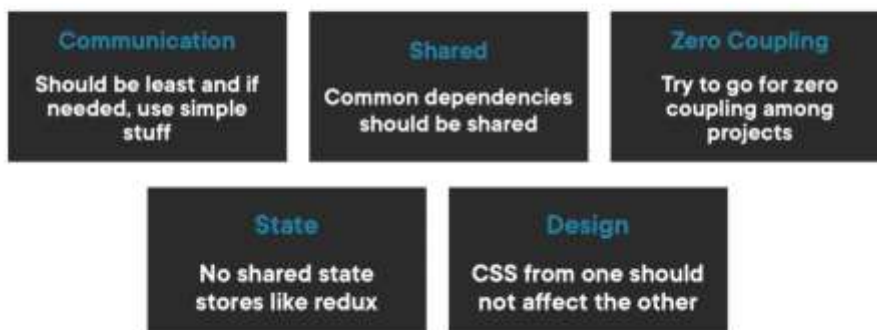 Communication
Should be least and if
needed, use simple
stuff
Shared
Common dependencies
should be shared
Zero Coupling
Try to go for zero
coupling among
projects
State
No shared state
stores like redux
Design
CSS from one should
not affect the other